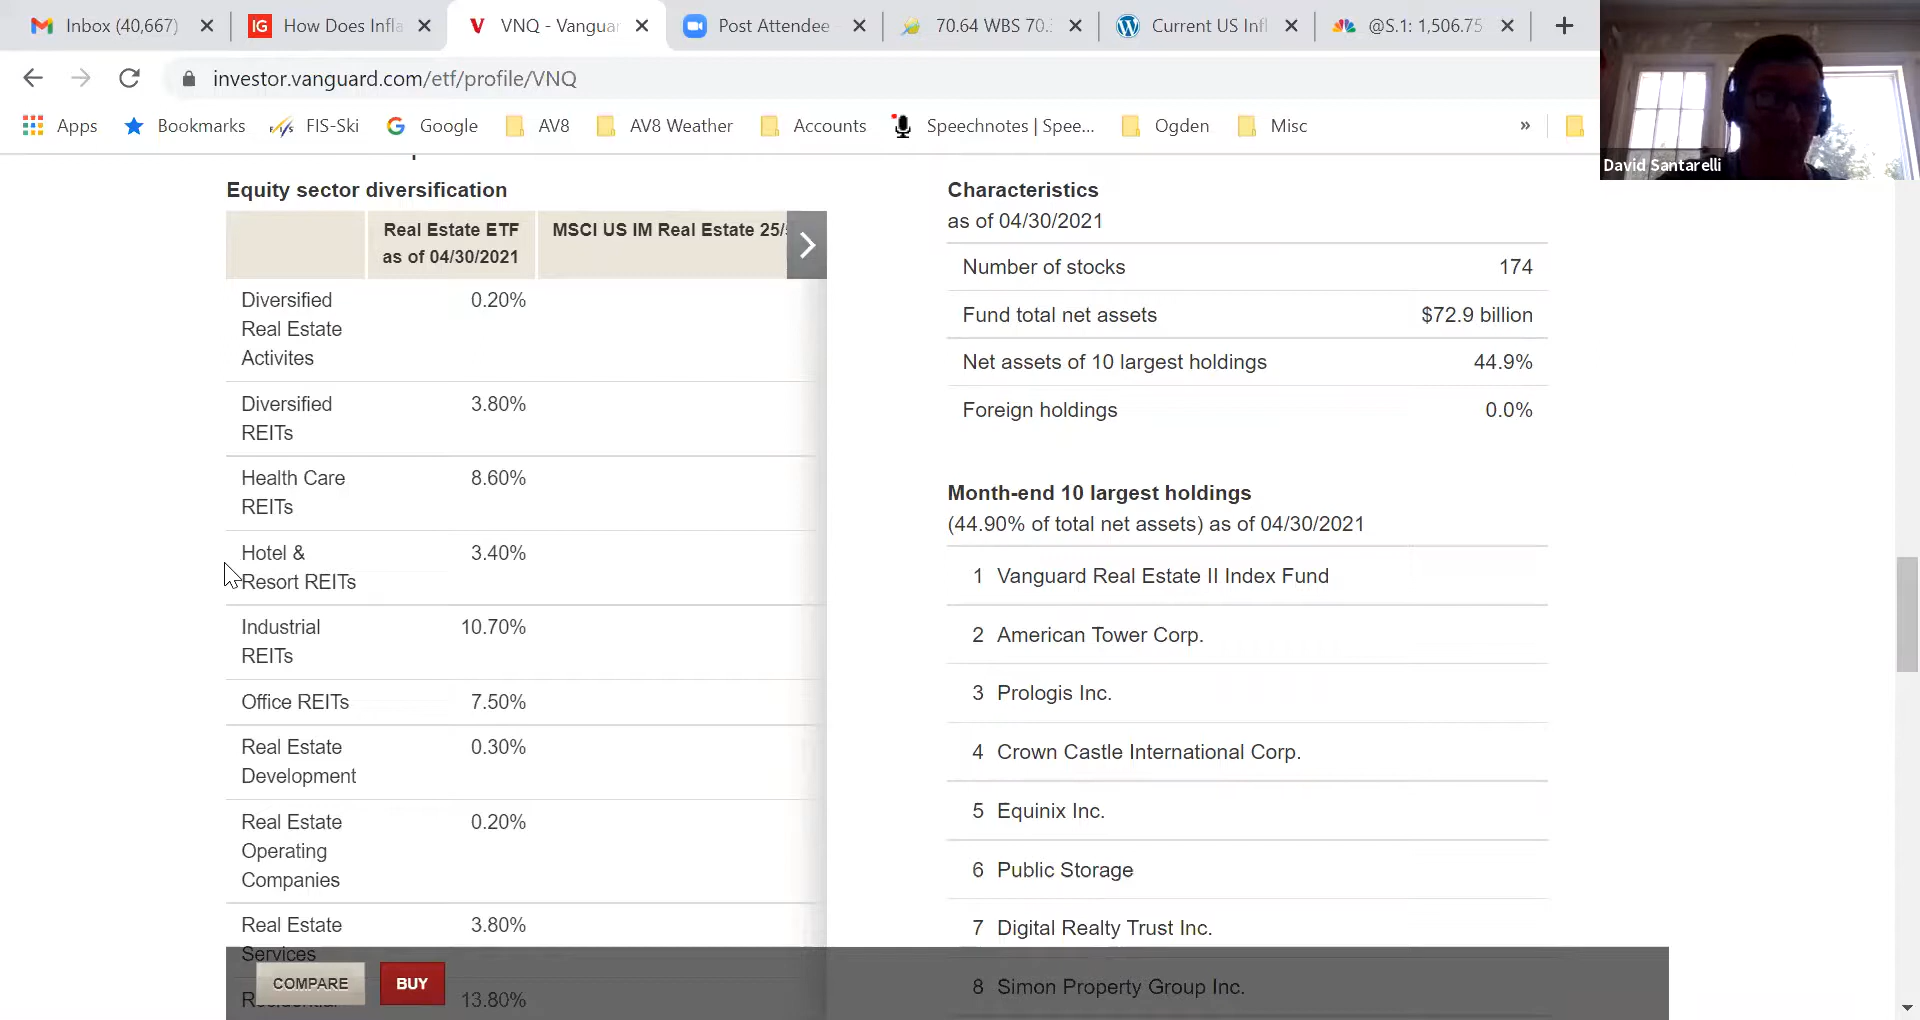 Inbox (40,667)
How Does Infla
VNQ - Vanguar
Post Attendee
70.64 WBS 70.
Current US Infl
@S.1: 1,506.75
investor.vanguard.com/etf/profile/VNQ
Apps
Bookmarks
FIS-Ski
Google
AV8
AV8 Weather
Accounts
Speechnotes | Spee...
Ogden
Misc
»
David Santarelli
Equity sector diversification
Real Estate ETF
as of 04/30/2021
MSCI US IM Real Estate 25/
Diversified
Real Estate
Activites
0.20%
Diversified
REITs
3.80%
Health Care
REITs
8.60%
Hotel &
Resort REITs
3.40%
Industrial
REITs
10.70%
Office REITs
7.50%
Real Estate
Development
0.30%
Real Estate
Operating
Companies
0.20%
Real Estate
Services
3.80%
Residential
13.80%
COMPARE
BUY
Characteristics
as of 04/30/2021
Number of stocks 174
Fund total net assets $72.9 billion
Net assets of 10 largest holdings 44.9%
Foreign holdings 0.0%
Month-end 10 largest holdings
(44.90% of total net assets) as of 04/30/2021
1 Vanguard Real Estate II Index Fund
2 American Tower Corp.
3 Prologis Inc.
4 Crown Castle International Corp.
5 Equinix Inc.
6 Public Storage
7 Digital Realty Trust Inc.
8 Simon Property Group Inc.